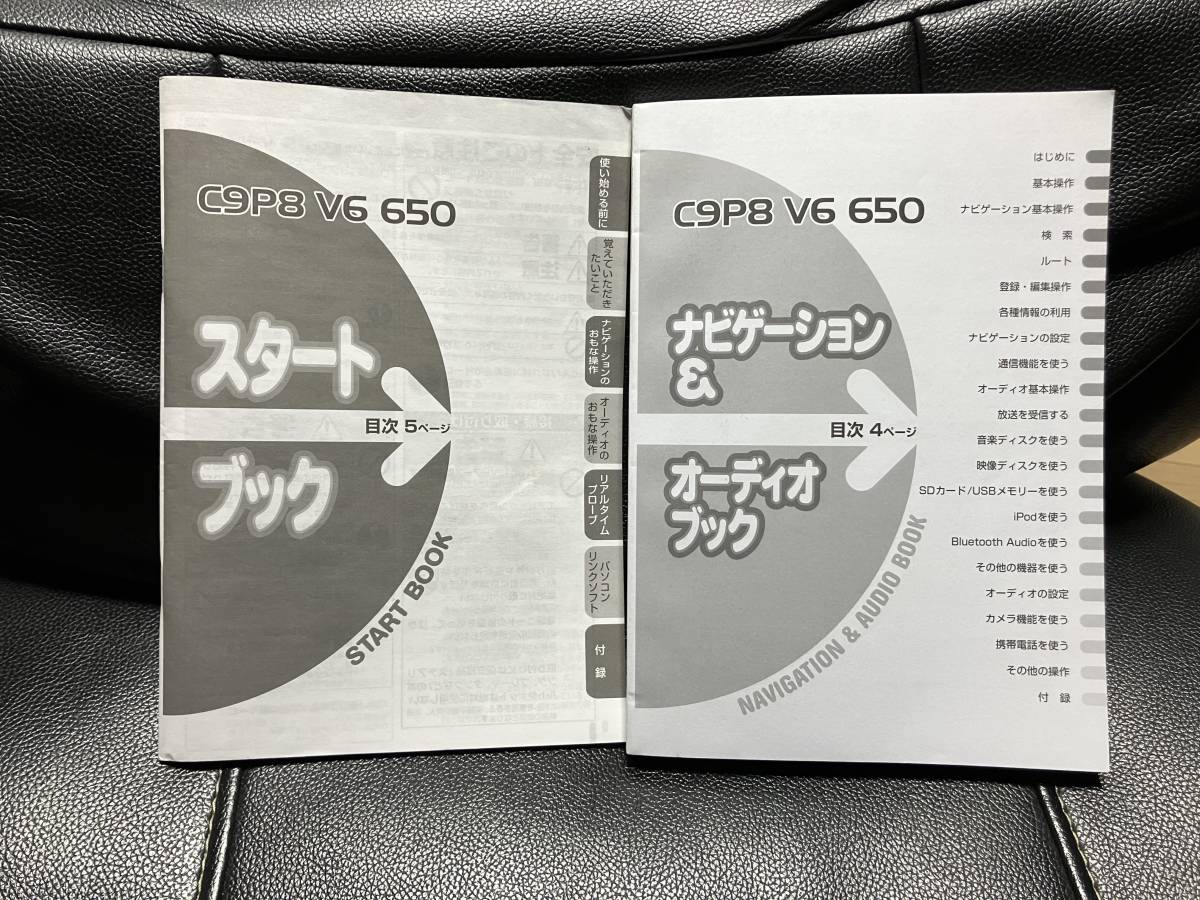 C9P8 V6 650
スタート
目次 5ページ
ブック
START BOOK
使い始める前に
覚えていただき
たいこと
ナビゲーションの
おもな操作
オーディオの
おもな操作
リアルタイム
プローブ
パソコン
リンクソフト
付録
C9P8 V6 650
ナビゲーション
&
目次 4ページ
オーディオ
ブック
NAVIGATION & AUDIO BOOK
はじめに
基本操作
ナビゲーション基本操作
検 索
ルート
登録・編集操作
各種情報の利用
ナビゲーションの設定
通信機能を使う
オーディオ基本操作
放送を受信する
音楽ディスクを使う
映像ディスクを使う
SDカード/USBメモリーを使う
iPodを使う
Bluetooth Audioを使う
その他の機器を使う
オーディオの設定
カメラ機能を使う
携帯電話を使う
その他の操作
付 録